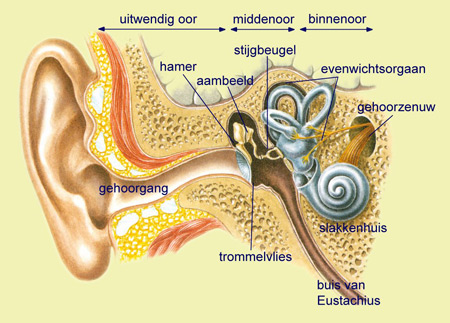 uitwendig oor
middenoor
binnenoor
stijgbeugel
hamer
aambeeld
evenwichtsorgaan
gehoorzenuw
gehoorgang
slakkenhuis
trommelvlies
buis van
Eustachius